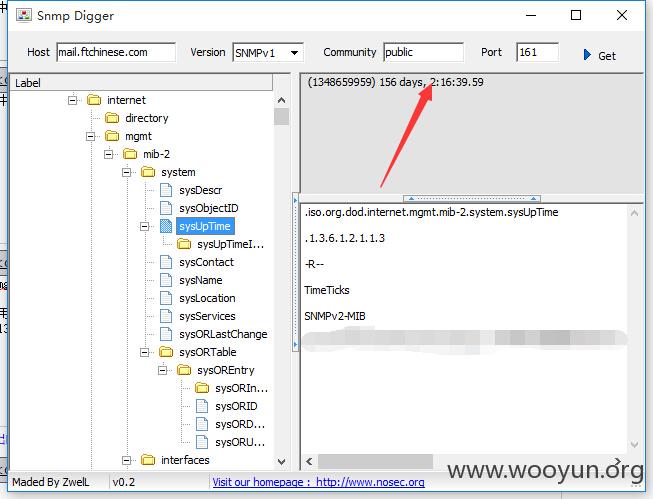 Snmp Digger
Host mail.ftchinese.com Version SNMPv1 Community public Port 161 Get
Label
internet
directory
mgmt
mib-2
system
sysDescr
sysObjectID
sysUpTime
sysUpTimeI...
sysContact
sysName
sysLocation
sysServices
sysORLastChange
sysORTable
sysOREntry
sysORIn...
sysORID
sysORD...
sysORU...
interfaces
(1348659959) 156 days, 2:16:39.59
.iso.org.dod.internet.mgmt.mib-2.system.sysUpTime
.1.3.6.1.2.1.1.3
-R--
TimeTicks
SNMPv2-MIB
Maded By ZwelL v0.2 Visit our homepage : http://www.nosec.org
www.wooyun.org